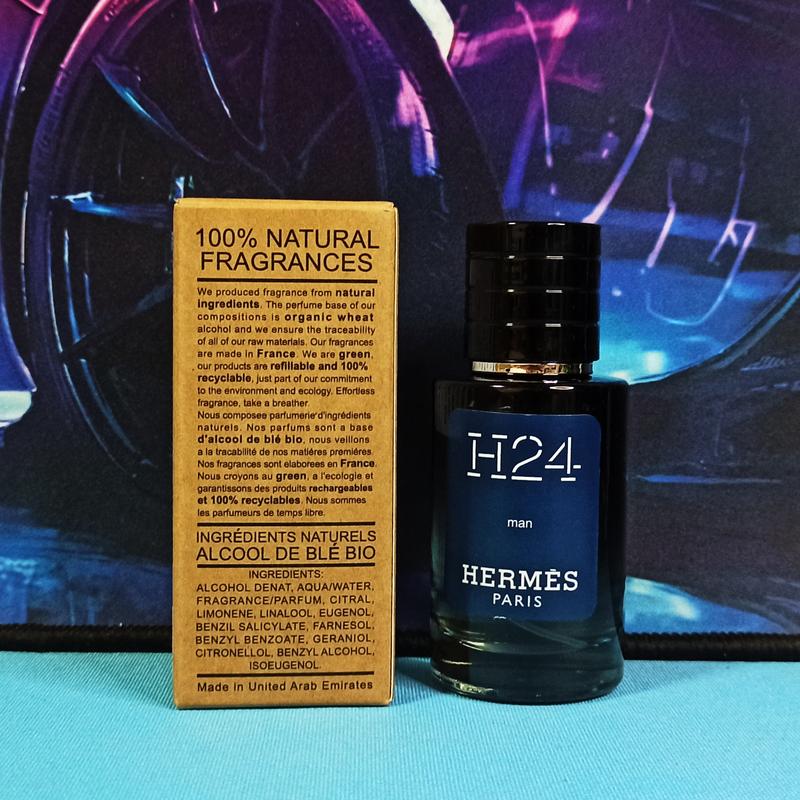 100% NATURAL
FRAGRANCES
We produced fragrance from natural
ingredients. The perfume base of our
compositions is organic wheat
alcohol and we ensure the traceability
of all of our raw materials. Our fragrances
are made in France. We are green,
our products are refillable and 100%
recyclable, just part of our commitment
to the environment and ecology. Effortless
fragrance, take a breather.
Nous composee parfumerie'd'ingrédients
naturels. Nos parfums sont a base
d'alcool de blé bio, nous veillons
a la tracabilité de nos matiéres premiéres.
Nos fragrances sont elaborees en France.
Nous croyons au green, a l'ecologie et
garantissons des produits rechargeables
et 100% recyclables. Nous sommes
les parfumeurs de temps libre.
INGRÉDIENTS NATURELS
ALCOOL DE BLÉ BIO
INGREDIENTS:
ALCOHOL DENAT, AQUA/WATER,
FRAGRANCE/PARFUM, CITRAL,
LIMONENE, LINALOOL, EUGENOL,
BENZIL SALICYLATE, FARNESOL,
BENZYL BENZOATE, GERANIOL,
CITRONELLOL, BENZYL ALCOHOL,
ISOEUGENOL.
Made in United Arab Emirates
H24
man
HERMÈS
PARIS